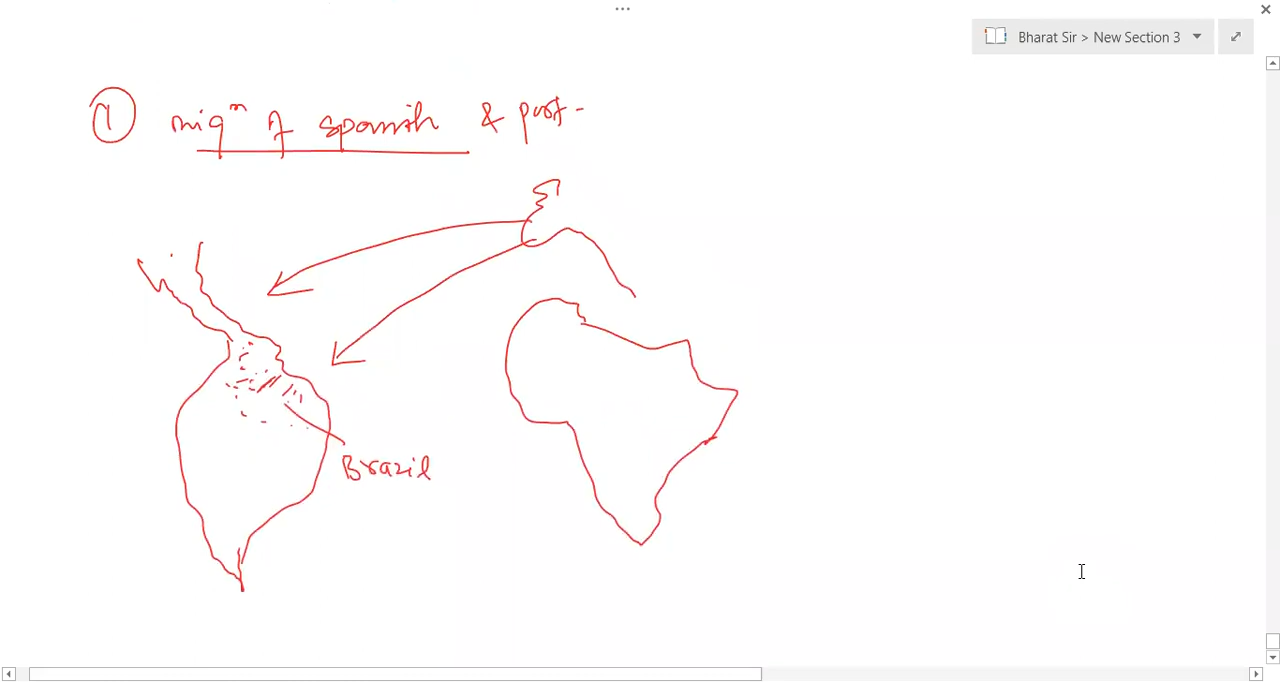 ...
Bharat Sir > New Section 3
① migⁿ of spanish & port -
Brazil